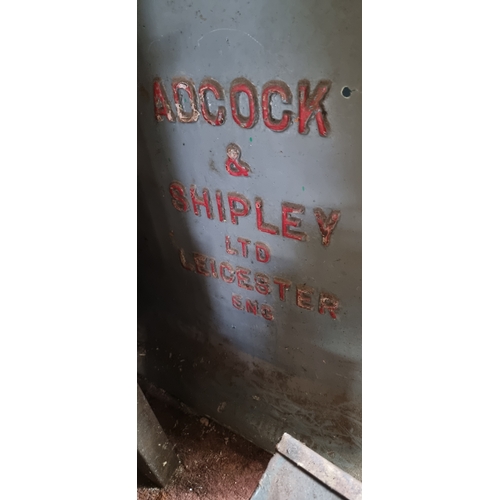 ADCOCK
&
SHIPLEY
LTD
LEICESTER
ENG